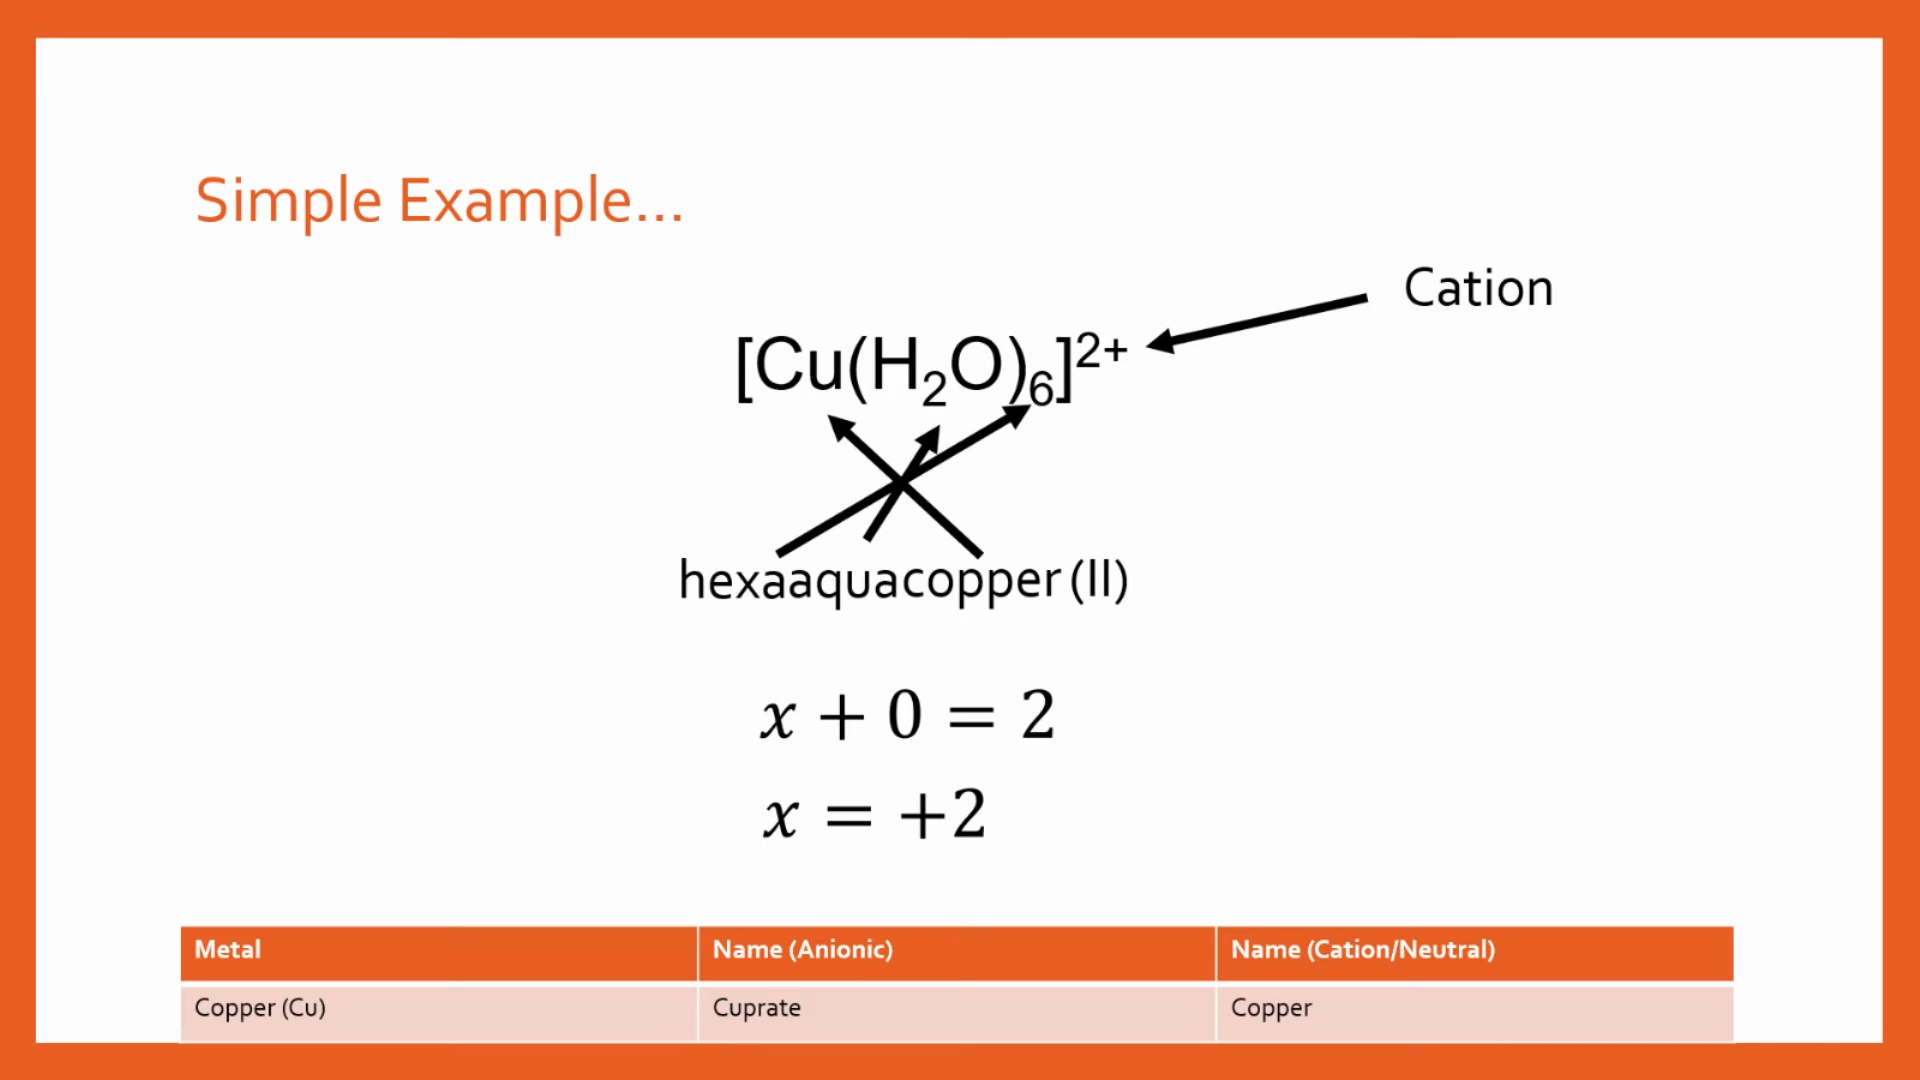 Simple Example...
Cation
[Cu(H₂O)₆]²⁺
hexaaquacopper (II)
x + 0 = 2
x = +2
Metal Name (Anionic) Name (Cation/Neutral)
Copper (Cu) Cuprate Copper